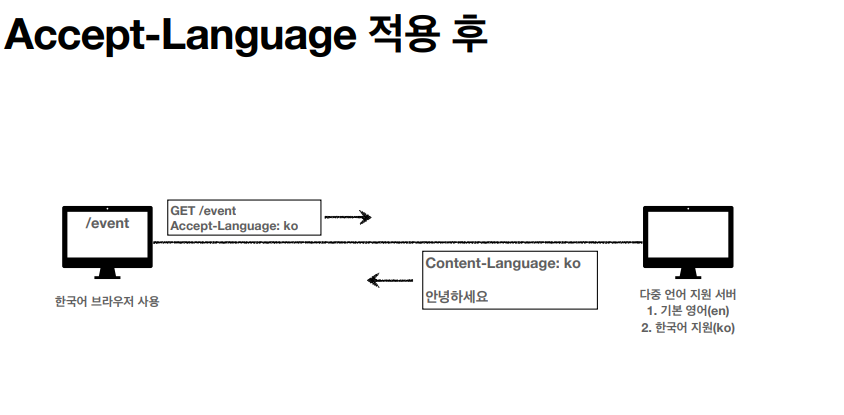 Accept-Language 적용 후
/event
GET /event
Accept-Language: ko
Content-Language: ko
안녕하세요
한국어 브라우저 사용
다중 언어 지원 서버
1. 기본 영어(en)
2. 한국어 지원(ko)